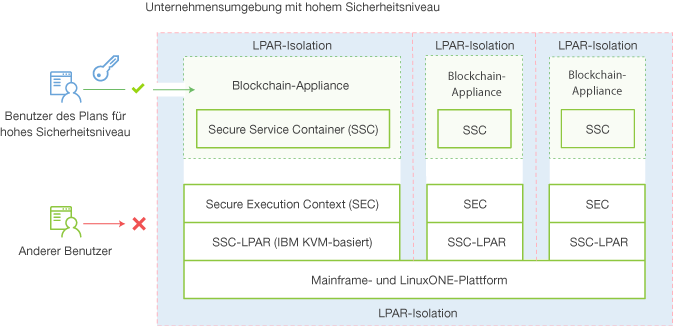 Unternehmensumgebung mit hohem Sicherheitsniveau
LPAR-Isolation
LPAR-Isolation
LPAR-Isolation
Blockchain-Appliance
Blockchain-
Appliance
Blockchain-
Appliance
Benutzer des Plans für
hohes Sicherheitsniveau
Secure Service Container (SSC)
SSC
SSC
Secure Execution Context (SEC)
SEC
SEC
Anderer Benutzer
SSC-LPAR (IBM KVM-basiert)
SSC-LPAR
SSC-LPAR
Mainframe- und LinuxONE-Plattform
LPAR-Isolation